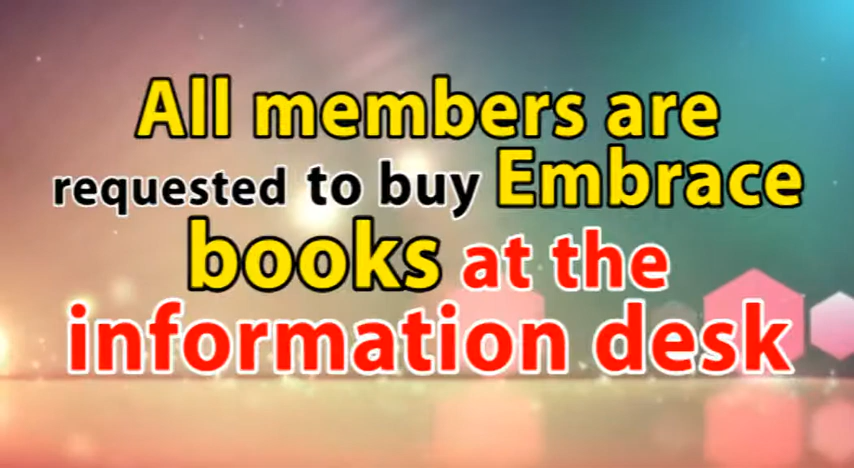 All members are
requested to buy Embrace
books at the
information desk